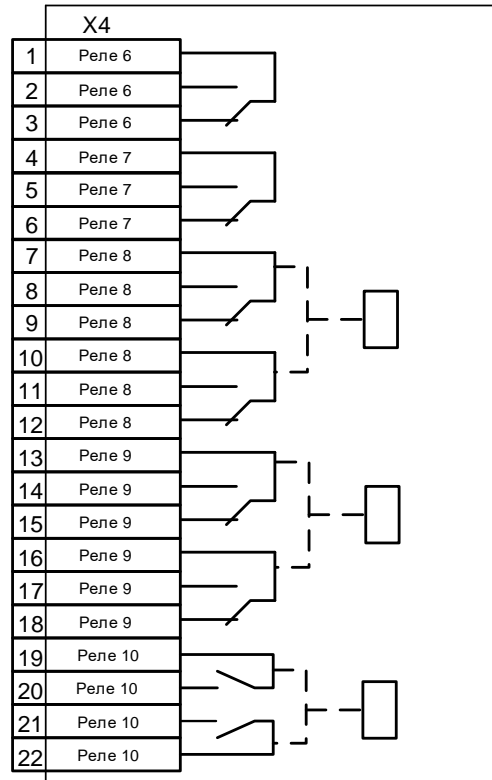 X4
1 Реле 6
2 Реле 6
3 Реле 6
4 Реле 7
5 Реле 7
6 Реле 7
7 Реле 8
8 Реле 8
9 Реле 8
10 Реле 8
11 Реле 8
12 Реле 8
13 Реле 9
14 Реле 9
15 Реле 9
16 Реле 9
17 Реле 9
18 Реле 9
19 Реле 10
20 Реле 10
21 Реле 10
22 Реле 10